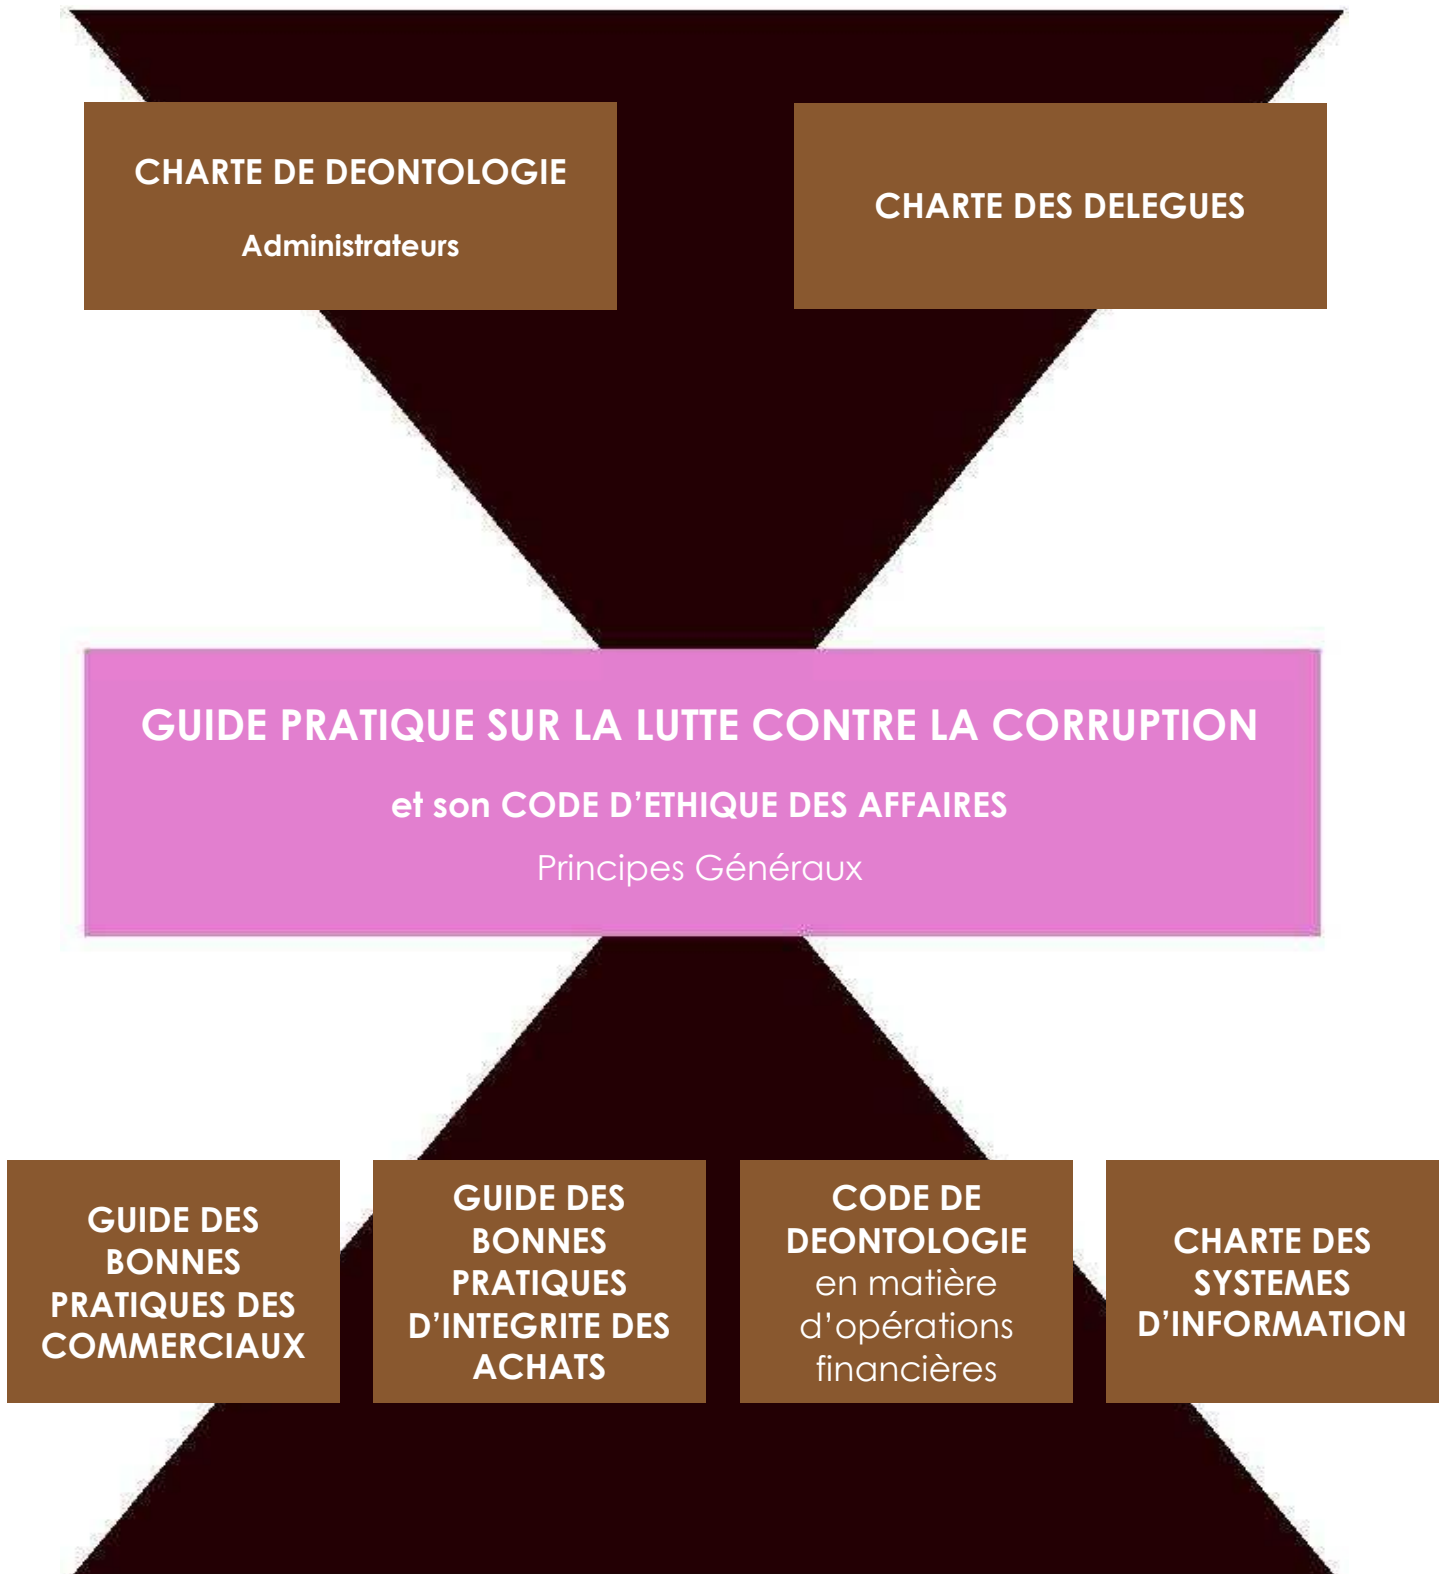 CHARTE DE DEONTOLOGIE
Administrateurs
CHARTE DES DELEGUES
GUIDE PRATIQUE SUR LA LUTTE CONTRE LA CORRUPTION
et son CODE D’ETHIQUE DES AFFAIRES
Principes Généraux
GUIDE DES
BONNES
PRATIQUES DES
COMMERCIAUX
GUIDE DES
BONNES
PRATIQUES
D’INTEGRITE DES
ACHATS
CODE DE
DEONTOLOGIE
en matière
d’opérations
financières
CHARTE DES
SYSTEMES
D’INFORMATION